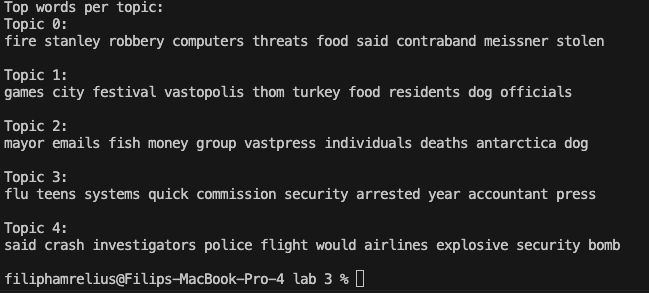 Top words per topic:
Topic 0:
fire stanley robbery computers threats food said contraband meissner stolen
Topic 1:
games city festival vastopolis thom turkey food residents dog officials
Topic 2:
mayor emails fish money group vastpress individuals deaths antarctica dog
Topic 3:
flu teens systems quick commission security arrested year accountant press
Topic 4:
said crash investigators police flight would airlines explosive security bomb
filiphamrelius@Filips-MacBook-Pro-4 lab 3 %